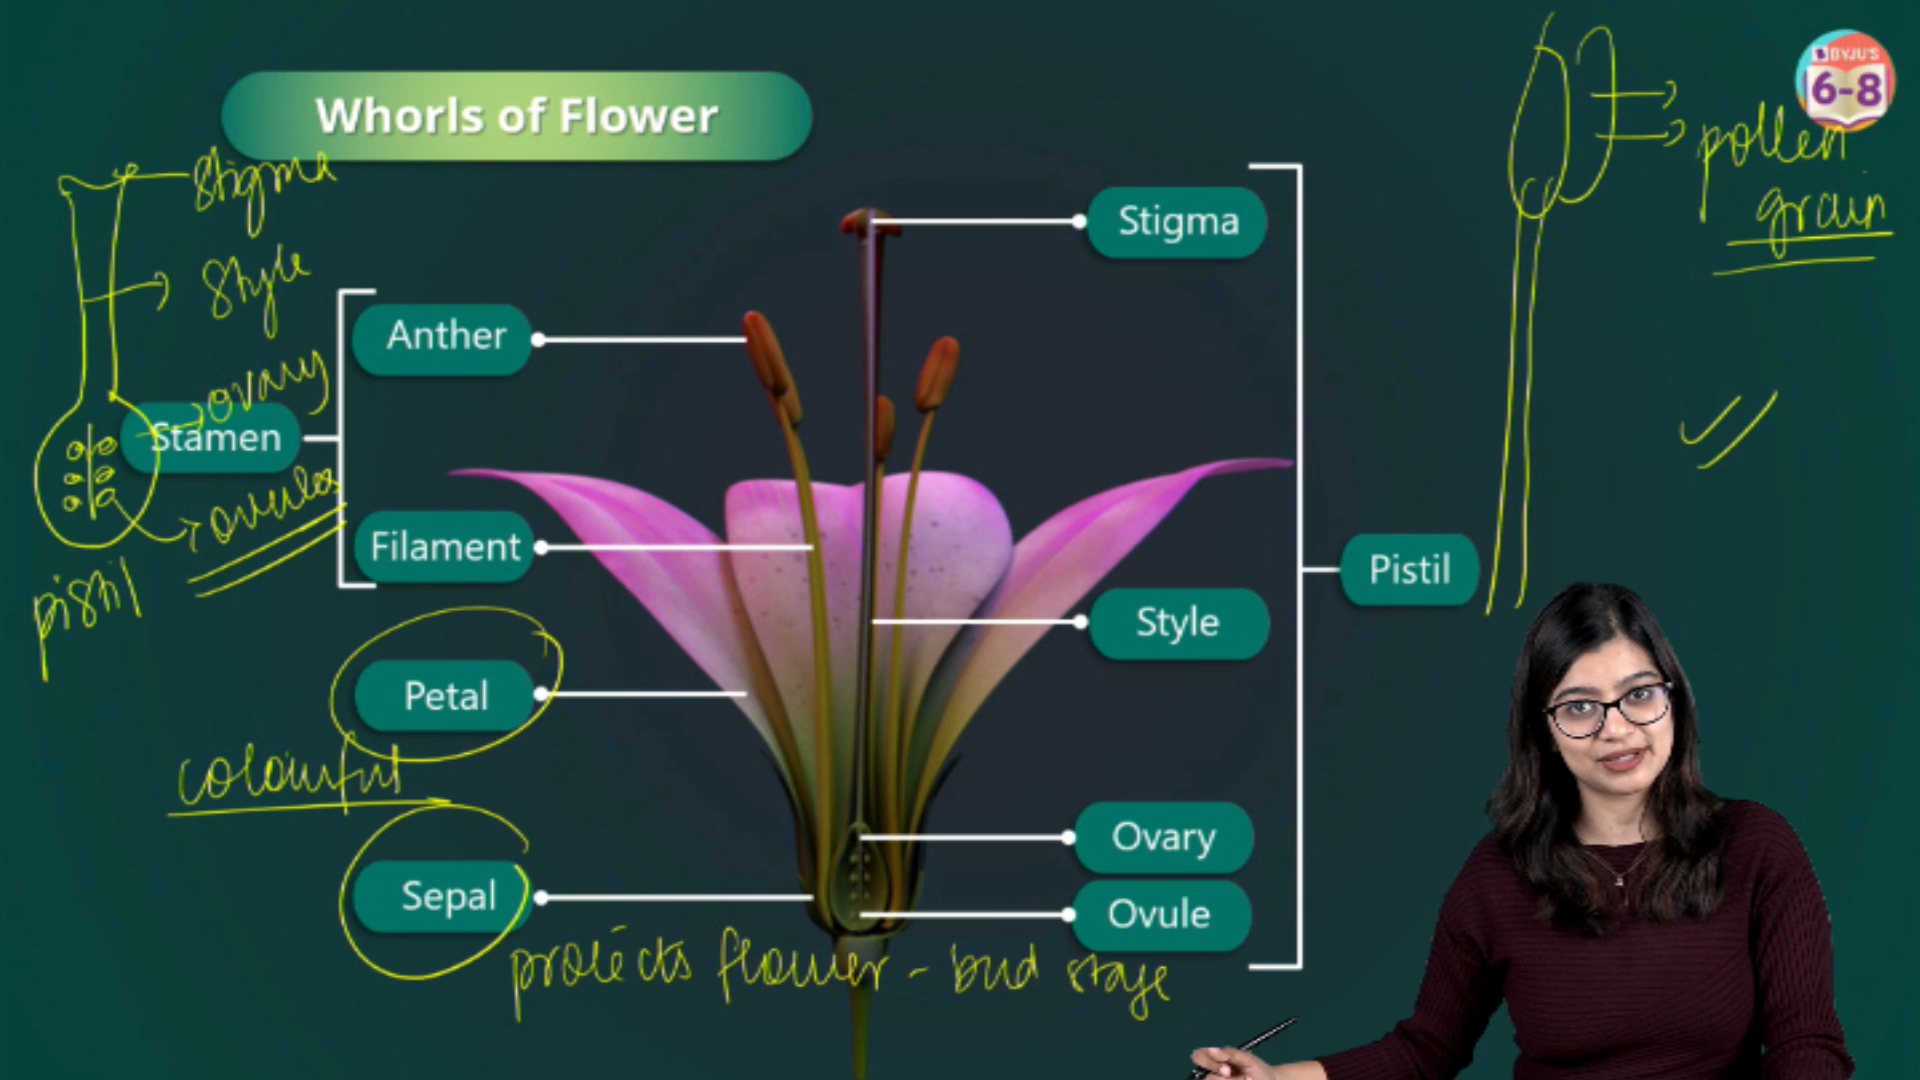 BYJU'S
6-8
Whorls of Flower
Stigma
Style
ovary
ovules
pistil
pollen
grain
Stigma
Anther
Stamen
Filament
Style
Pistil
Petal
colourful
Ovary
Sepal
Ovule
protects flower - bud stage